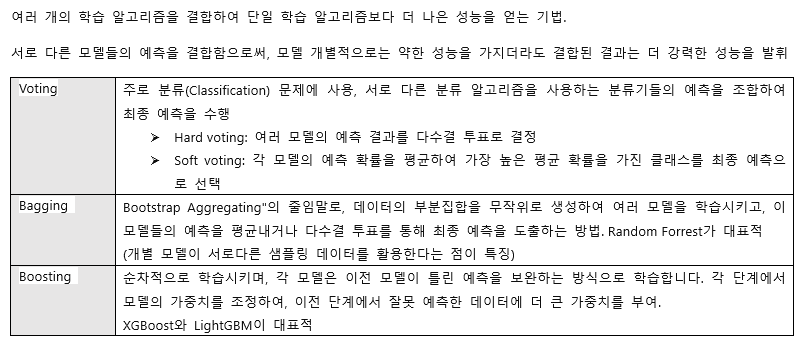 여러 개의 학습 알고리즘을 결합하여 단일 학습 알고리즘보다 더 나은 성능을 얻는 기법.
서로 다른 모델들의 예측을 결합함으로써, 모델 개별적으로는 약한 성능을 가지더라도 결합된 결과는 더 강력한 성능을 발휘
Voting
주로 분류(Classification) 문제에 사용, 서로 다른 분류 알고리즘을 사용하는 분류기들의 예측을 조합하여
최종 예측을 수행
➢ Hard voting: 여러 모델의 예측 결과를 다수결 투표로 결정
➢ Soft voting: 각 모델의 예측 확률을 평균하여 가장 높은 평균 확률을 가진 클래스를 최종 예측으
로 선택
Bagging
Bootstrap Aggregating"의 줄임말로, 데이터의 부분집합을 무작위로 생성하여 여러 모델을 학습시키고, 이
모델들의 예측을 평균내거나 다수결 투표를 통해 최종 예측을 도출하는 방법. Random Forrest가 대표적
(개별 모델이 서로다른 샘플링 데이터를 활용한다는 점이 특징)
Boosting
순차적으로 학습시키며, 각 모델은 이전 모델이 틀린 예측을 보완하는 방식으로 학습합니다. 각 단계에서
모델의 가중치를 조정하여, 이전 단계에서 잘못 예측한 데이터에 더 큰 가중치를 부여.
XGBoost와 LightGBM이 대표적